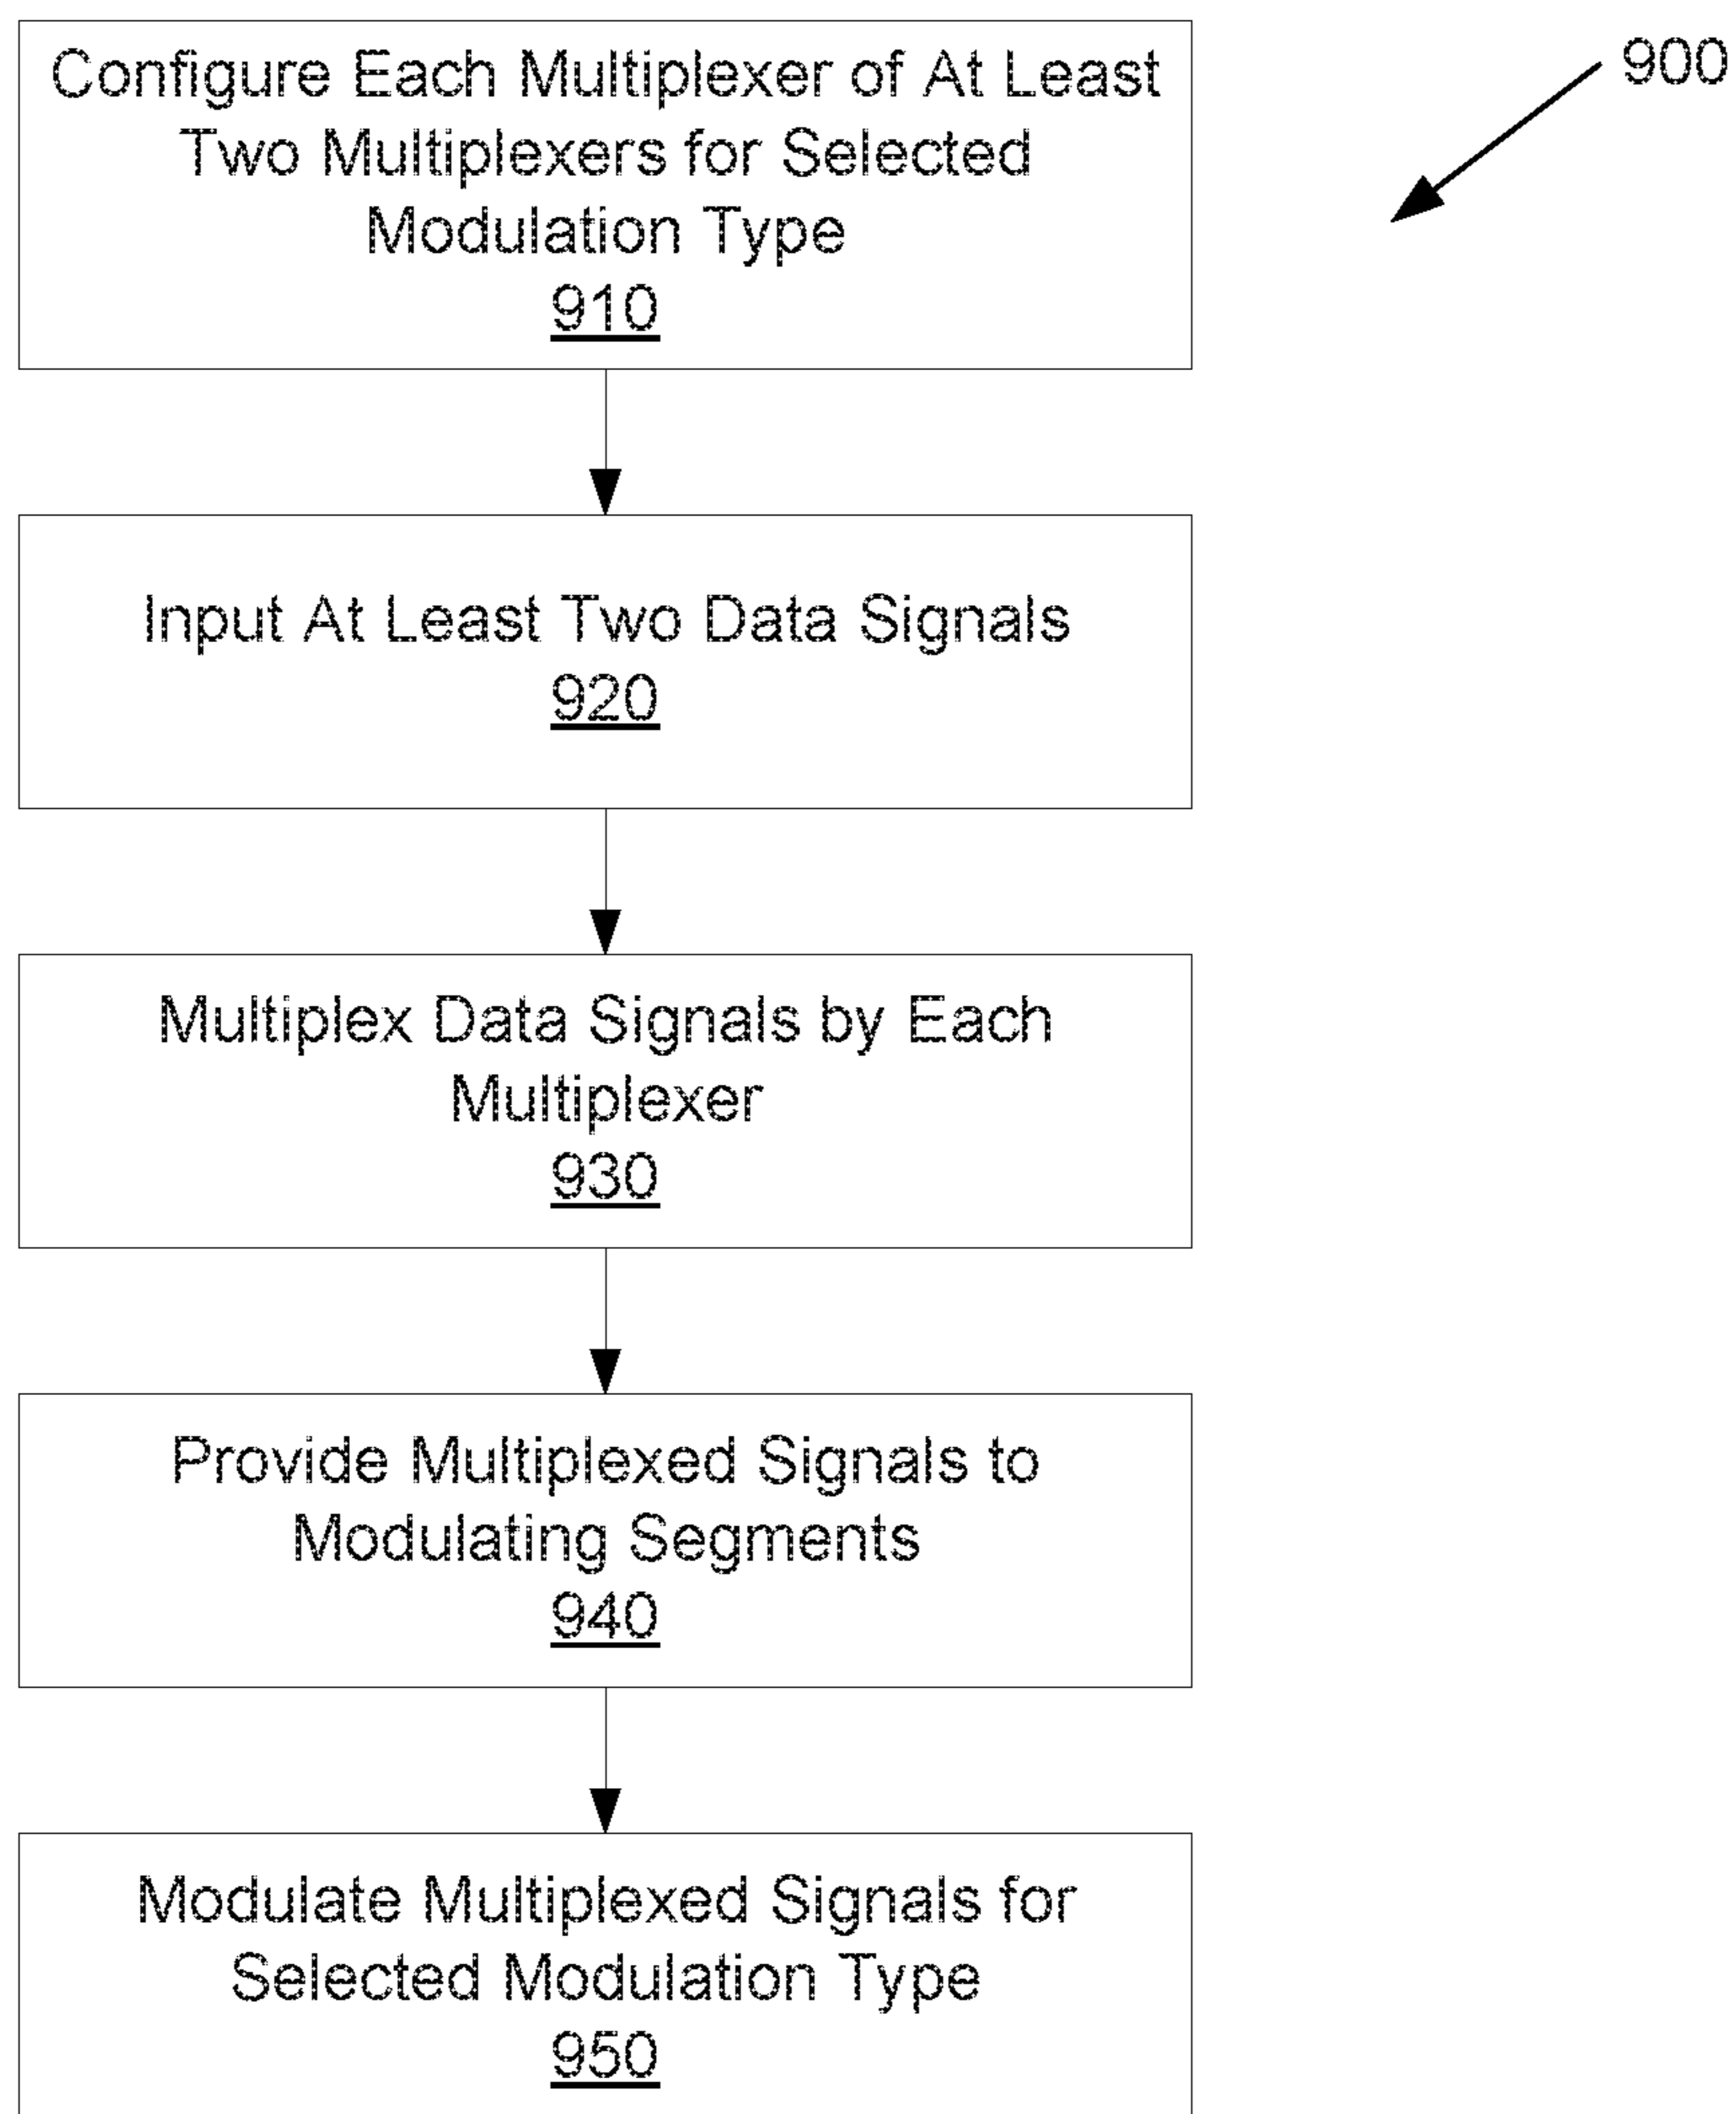 Configure Each Multiplexer of At Least
Two Multiplexers for Selected
Modulation Type
910
900
Input At Least Two Data Signals
920
Multiplex Data Signals by Each
Multiplexer
930
Provide Multiplexed Signals to
Modulating Segments
940
Modulate Multiplexed Signals for
Selected Modulation Type
950